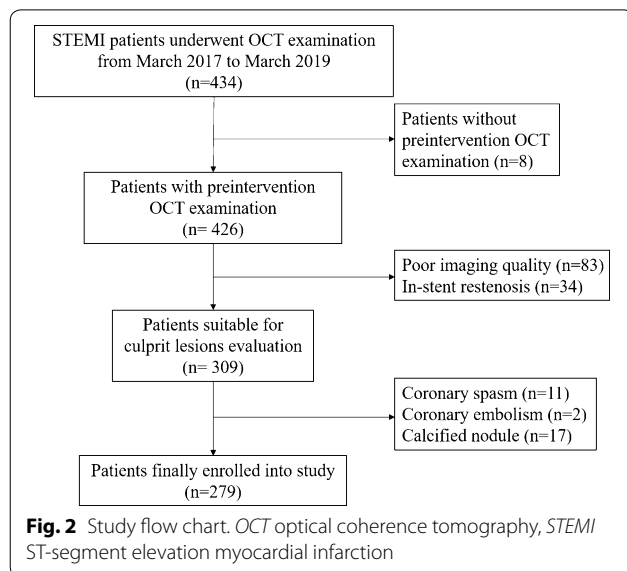 STEMI patients underwent OCT examination
from March 2017 to March 2019
(n=434)
Patients without
preintervention OCT
examination (n=8)
Patients with preintervention
OCT examination
(n= 426)
Poor imaging quality (n=83)
In-stent restenosis (n=34)
Patients suitable for
culprit lesions evaluation
(n= 309)
Coronary spasm (n=11)
Coronary embolism (n=2)
Calcified nodule (n=17)
Patients finally enrolled into study
(n=279)
Fig. 2 Study flow chart. OCT optical coherence tomography, STEMI
ST-segment elevation myocardial infarction